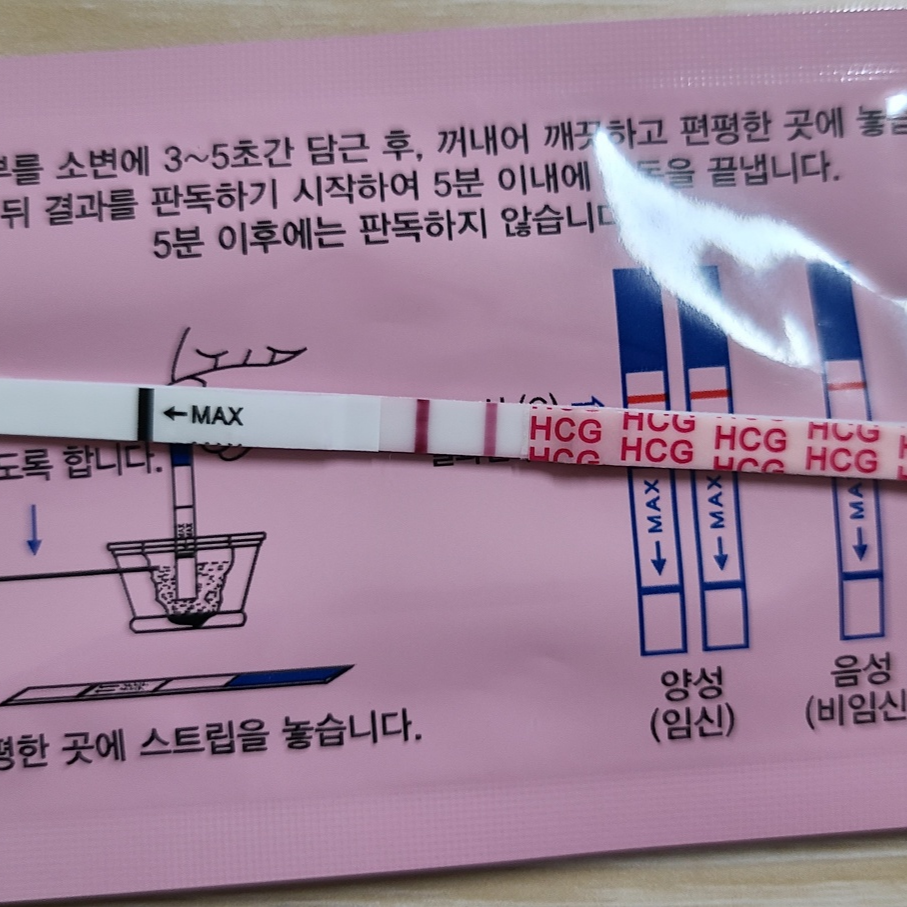 를 소변에 3~5초간 담근 후, 꺼내어 깨끗하고 편평한 곳에
뒤 결과를 판독하기 시작하여 5분 이내에 끝냅니다.
5분 이후에는 판독하지 않습니다
← MAX
HCG HCG HCG HCG
HCG HCG HCG HCG
도록 합니다.
← MAX
← MAX
← MA
양성
(임신)
음성
(비임신
평한 곳에 스트립을 놓습니다.